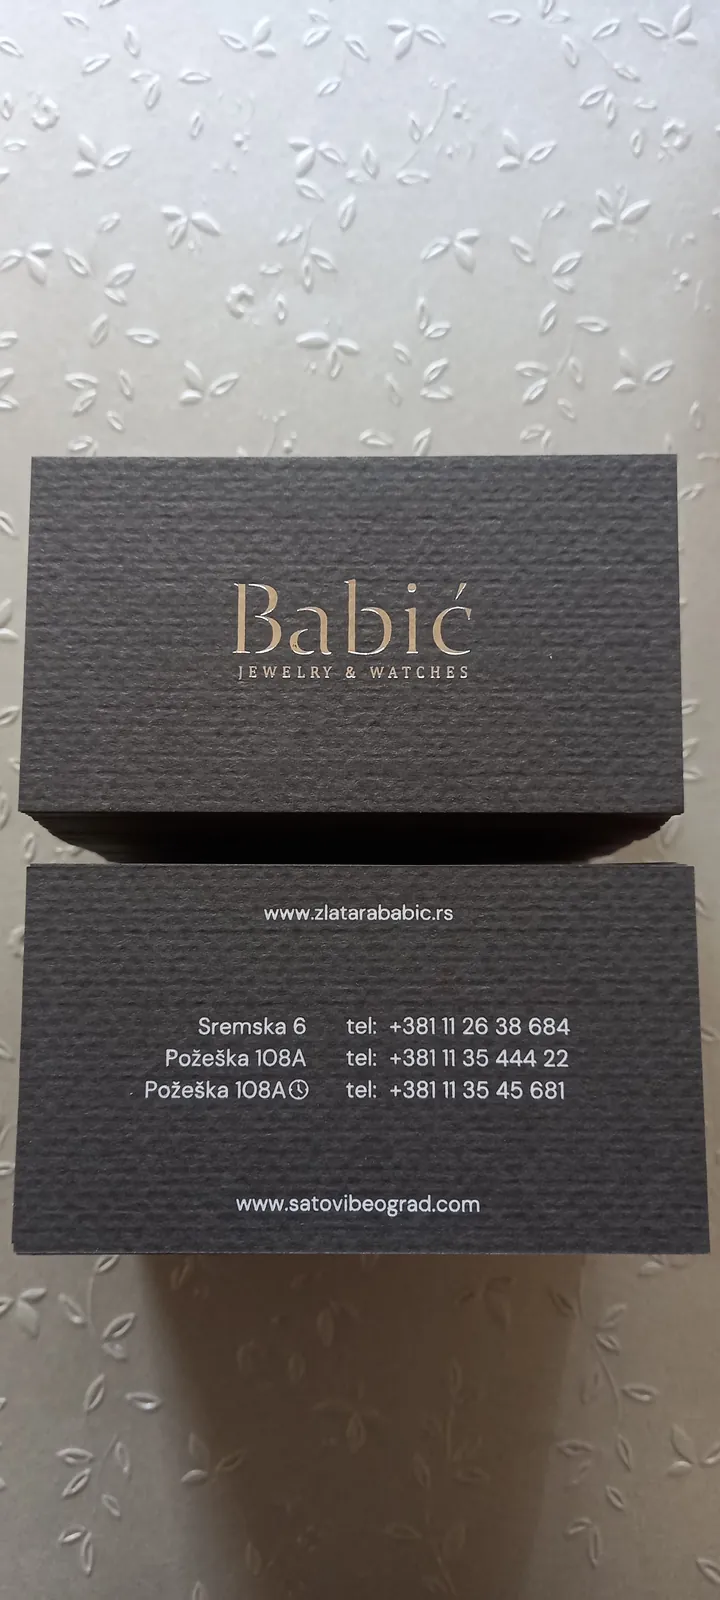 Babić
JEWELRY & WATCHES
www.zlatarababic.rs
Sremska 6 tel: +381 11 26 38 684
Požeška 108A tel: +381 11 35 444 22
Požeška 108A tel: +381 11 35 45 681
www.satovibeograd.com